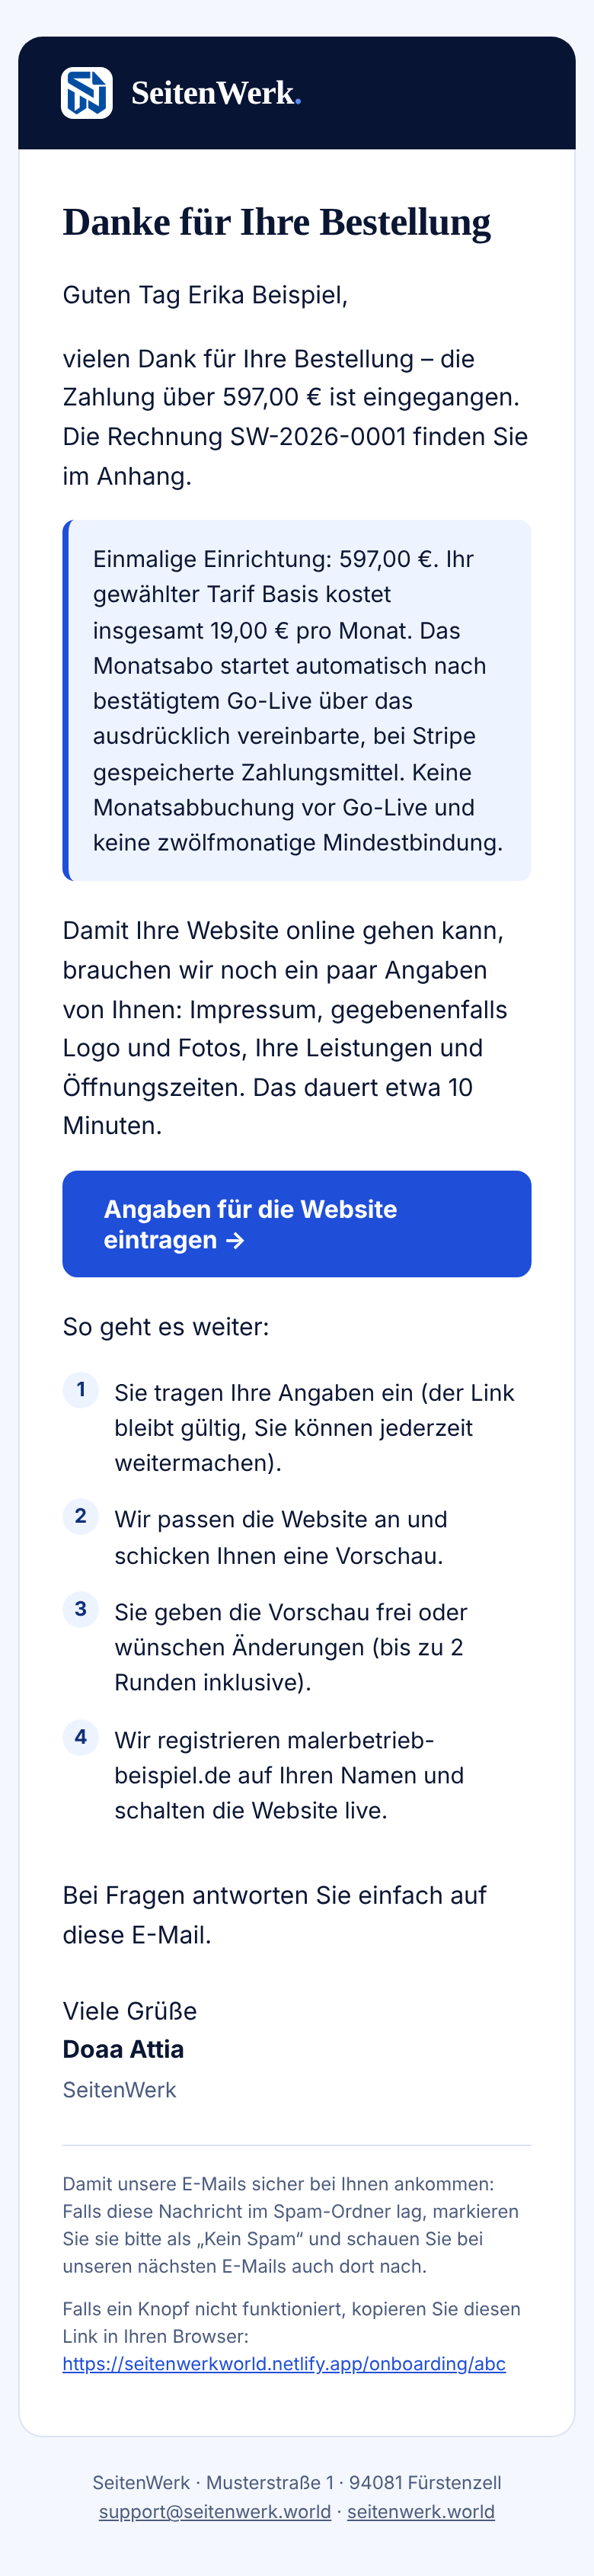 SeitenWerk.
Danke für Ihre Bestellung
Guten Tag Erika Beispiel,
vielen Dank für Ihre Bestellung – die
Zahlung über 597,00 € ist eingegangen.
Die Rechnung SW-2026-0001 finden Sie
im Anhang.
Einmalige Einrichtung: 597,00 €. Ihr
gewählter Tarif Basis kostet
insgesamt 19,00 € pro Monat. Das
Monatsabo startet automatisch nach
bestätigtem Go-Live über das
ausdrücklich vereinbarte, bei Stripe
gespeicherte Zahlungsmittel. Keine
Monatsabbuchung vor Go-Live und
keine zwölfmonatige Mindestbindung.
Damit Ihre Website online gehen kann,
brauchen wir noch ein paar Angaben
von Ihnen: Impressum, gegebenenfalls
Logo und Fotos, Ihre Leistungen und
Öffnungszeiten. Das dauert etwa 10
Minuten.
Angaben für die Website
eintragen →
So geht es weiter:
1 Sie tragen Ihre Angaben ein (der Link
bleibt gültig, Sie können jederzeit
weitermachen).
2 Wir passen die Website an und
schicken Ihnen eine Vorschau.
3 Sie geben die Vorschau frei oder
wünschen Änderungen (bis zu 2
Runden inklusive).
4 Wir registrieren malerbetrieb-
beispiel.de auf Ihren Namen und
schalten die Website live.
Bei Fragen antworten Sie einfach auf
diese E-Mail.
Viele Grüße
Doaa Attia
SeitenWerk
Damit unsere E-Mails sicher bei Ihnen ankommen:
Falls diese Nachricht im Spam-Ordner lag, markieren
Sie sie bitte als „Kein Spam“ und schauen Sie bei
unseren nächsten E-Mails auch dort nach.
Falls ein Knopf nicht funktioniert, kopieren Sie diesen
Link in Ihren Browser:
https://seitenwerkworld.netlify.app/onboarding/abc
SeitenWerk · Musterstraße 1 · 94081 Fürstenzell
support@seitenwerk.world · seitenwerk.world